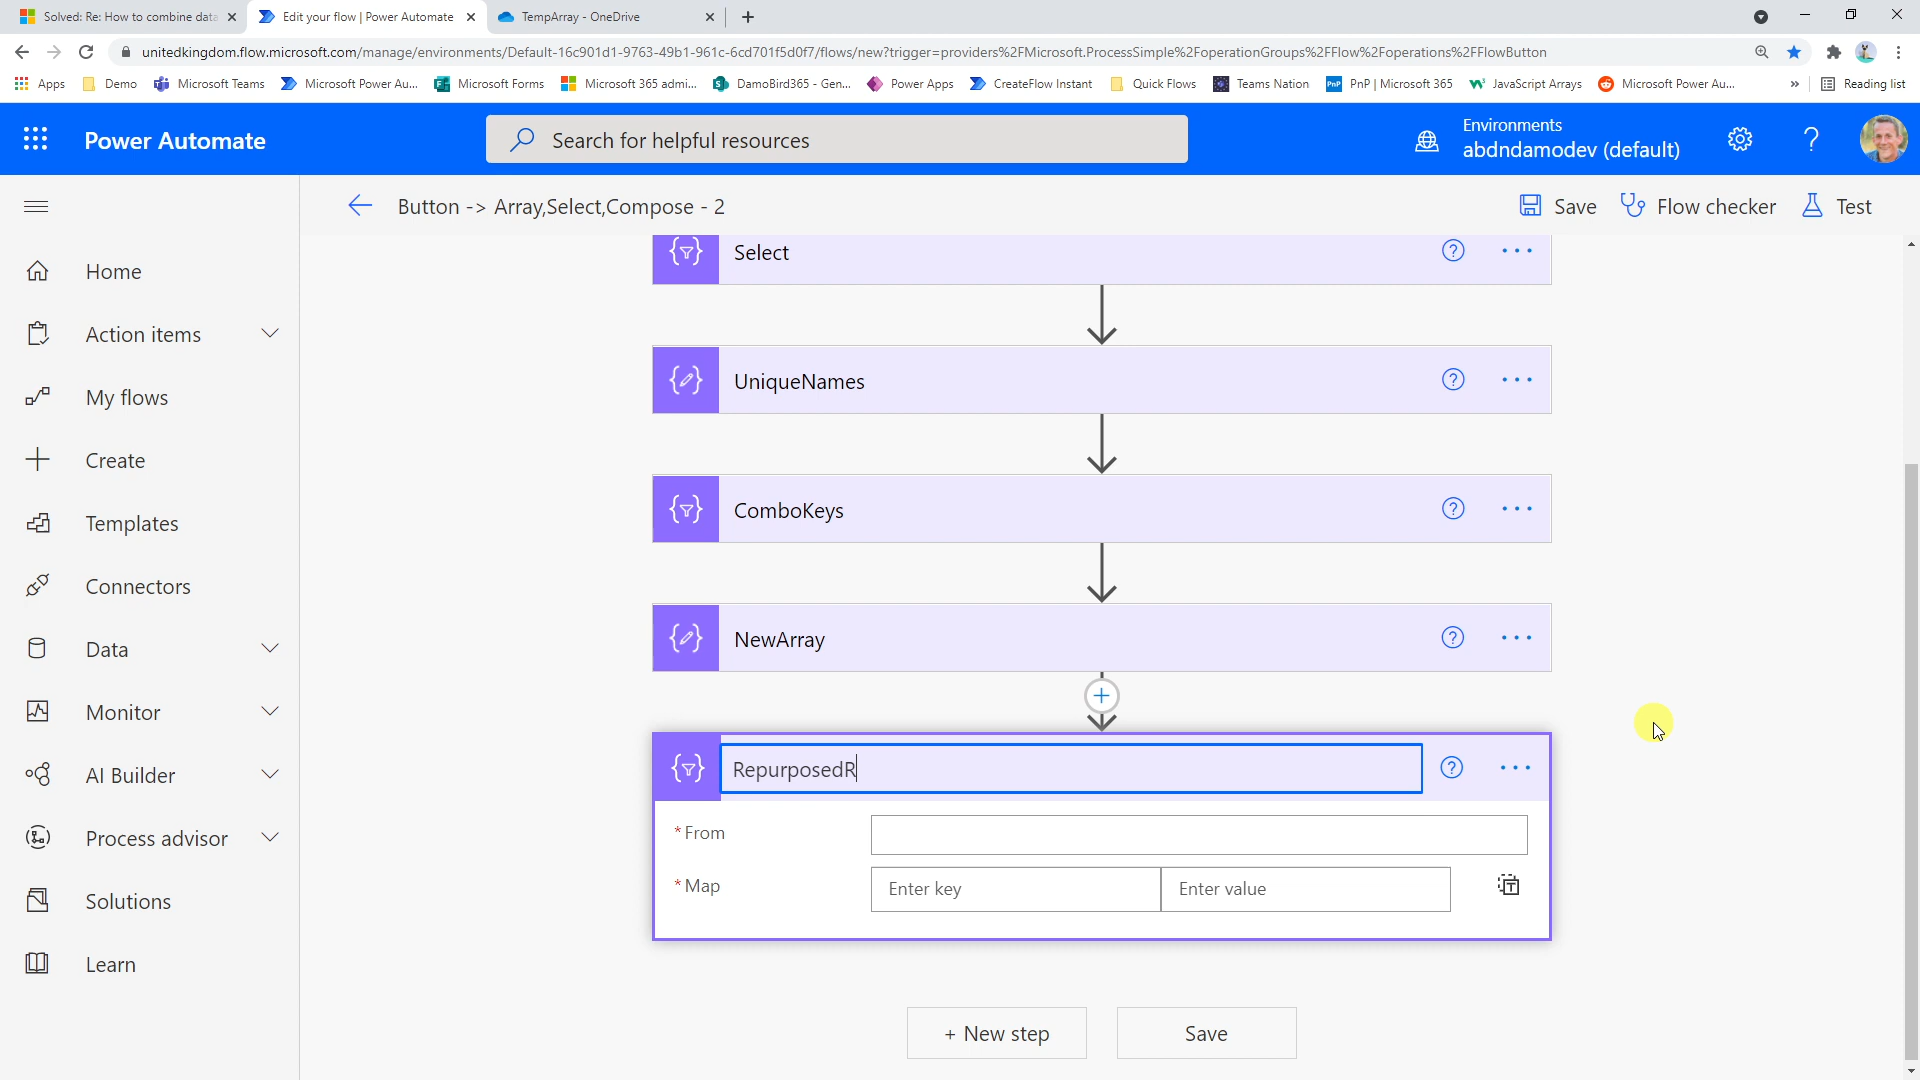 Solved: Re: How to combine data
Edit your flow | Power Automate
TempArray - OneDrive
unitedkingdom.flow.microsoft.com/manage/environments/Default-16c901d1-9763-49b1-961c-6cd701f5d0f7/flows/new?trigger=providers%2FMicrosoft.ProcessSimple%2FoperationGroups%2FFlow%2Foperations%2FFlowButton
Apps Demo Microsoft Teams Microsoft Power Au... Microsoft Forms Microsoft 365 admi... DamoBird365 - Gen... Power Apps CreateFlow Instant Quick Flows Teams Nation PnP PnP | Microsoft 365 JavaScript Arrays Microsoft Power Au... » Reading list
Power Automate
Search for helpful resources
Environments
abdndamodev (default)
Button -> Array,Select,Compose - 2
Save Flow checker Test
Home
Action items
My flows
Create
Templates
Connectors
Data
Monitor
AI Builder
Process advisor
Solutions
Learn
Select
UniqueNames
ComboKeys
NewArray
RepurposedR
* From
* Map
Enter key
Enter value
+ New step
Save